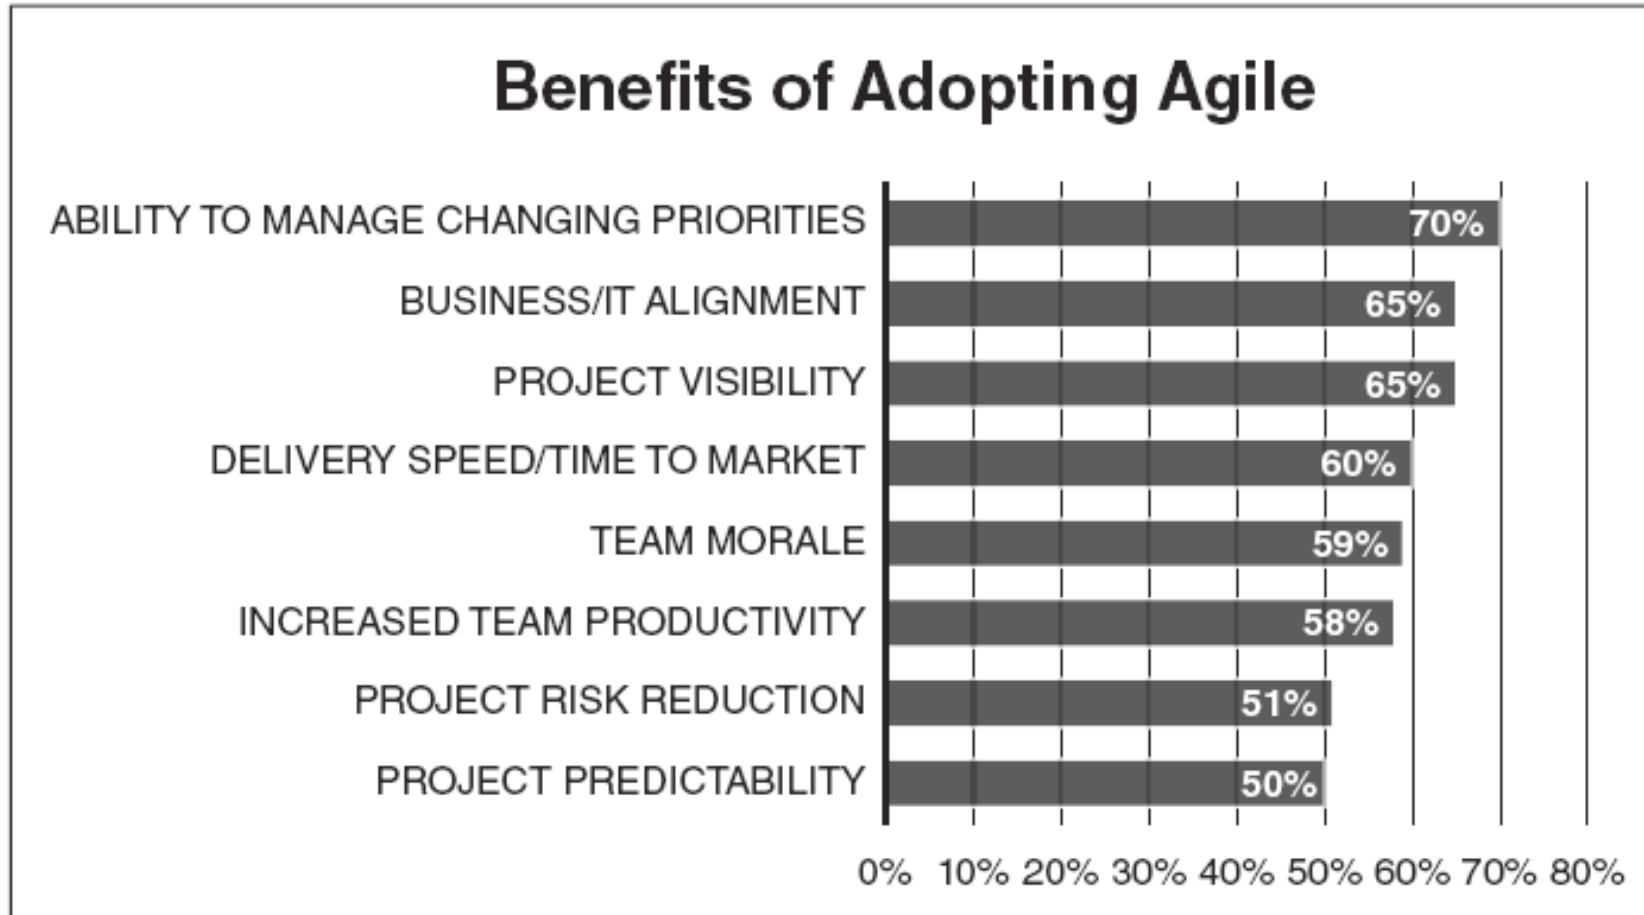 Benefits of Adopting Agile
ABILITY TO MANAGE CHANGING PRIORITIES 70%
BUSINESS/IT ALIGNMENT 65%
PROJECT VISIBILITY 65%
DELIVERY SPEED/TIME TO MARKET 60%
TEAM MORALE 59%
INCREASED TEAM PRODUCTIVITY 58%
PROJECT RISK REDUCTION 51%
PROJECT PREDICTABILITY 50%
0% 10% 20% 30% 40% 50% 60% 70% 80%